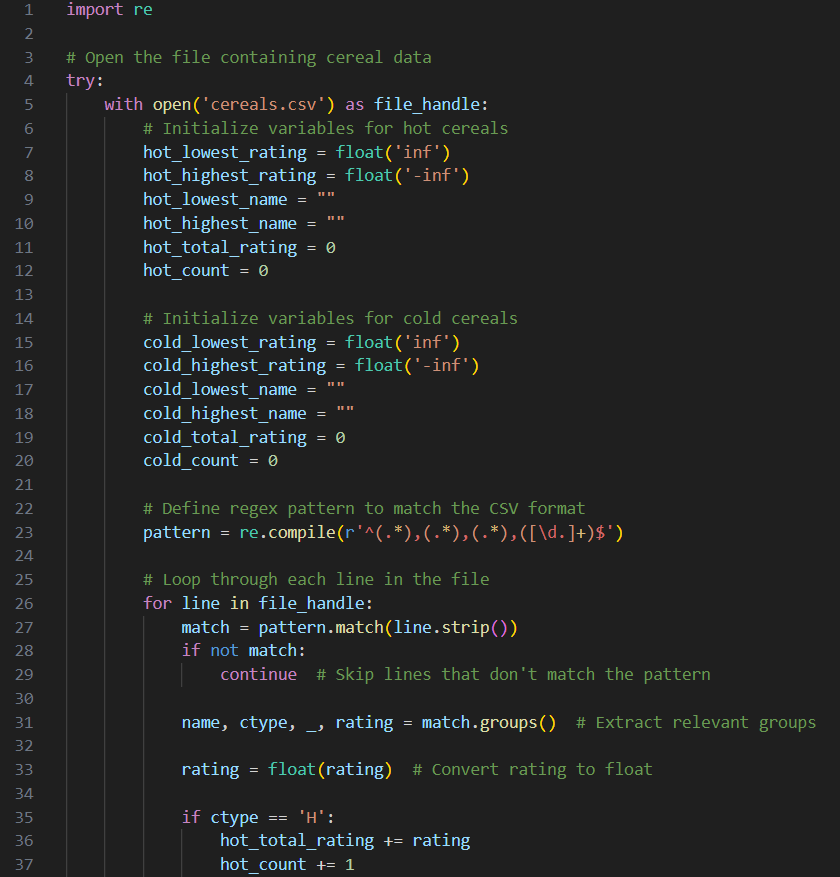 1 import re
2
3 # Open the file containing cereal data
4 try:
5     with open('cereals.csv') as file_handle:
6         # Initialize variables for hot cereals
7         hot_lowest_rating = float('inf')
8         hot_highest_rating = float('-inf')
9         hot_lowest_name = ""
10         hot_highest_name = ""
11         hot_total_rating = 0
12         hot_count = 0
13
14         # Initialize variables for cold cereals
15         cold_lowest_rating = float('inf')
16         cold_highest_rating = float('-inf')
17         cold_lowest_name = ""
18         cold_highest_name = ""
19         cold_total_rating = 0
20         cold_count = 0
21
22         # Define regex pattern to match the CSV format
23         pattern = re.compile(r'^(.*),(.*),(.*),([\d.]+)$')
24
25         # Loop through each line in the file
26         for line in file_handle:
27             match = pattern.match(line.strip())
28             if not match:
29                 continue  # Skip lines that don't match the pattern
30
31             name, ctype, _, rating = match.groups()  # Extract relevant groups
32
33             rating = float(rating)  # Convert rating to float
34
35             if ctype == 'H':
36                 hot_total_rating += rating
37                 hot_count += 1